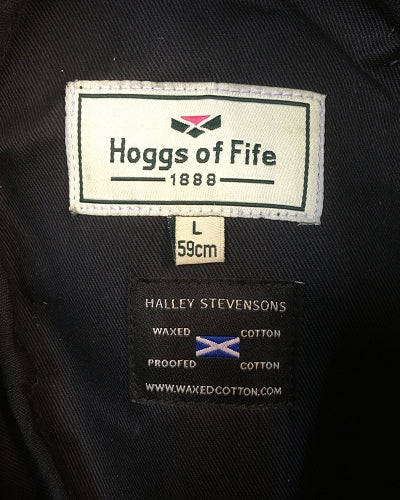 Hoggs of Fife
1888
L
59cm
HALLEY STEVENSONS
WAXED COTTON
PROOFED COTTON
WWW.WAXEDCOTTON.COM